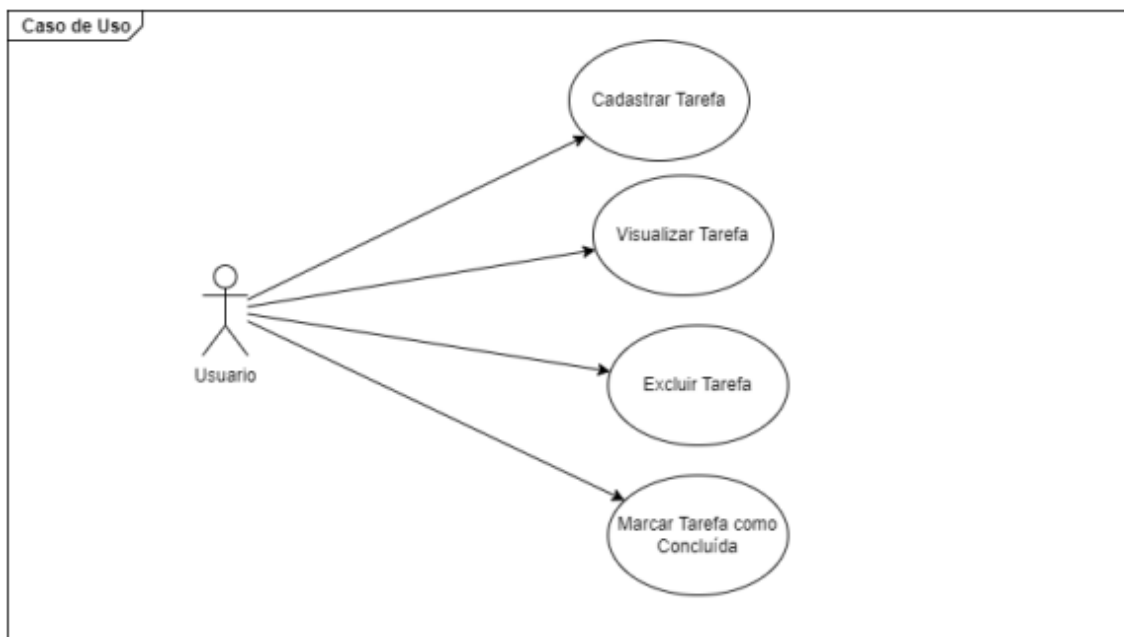 Caso de Uso
Cadastrar Tarefa
Visualizar Tarefa
Usuario
Excluir Tarefa
Marcar Tarefa como
Concluída